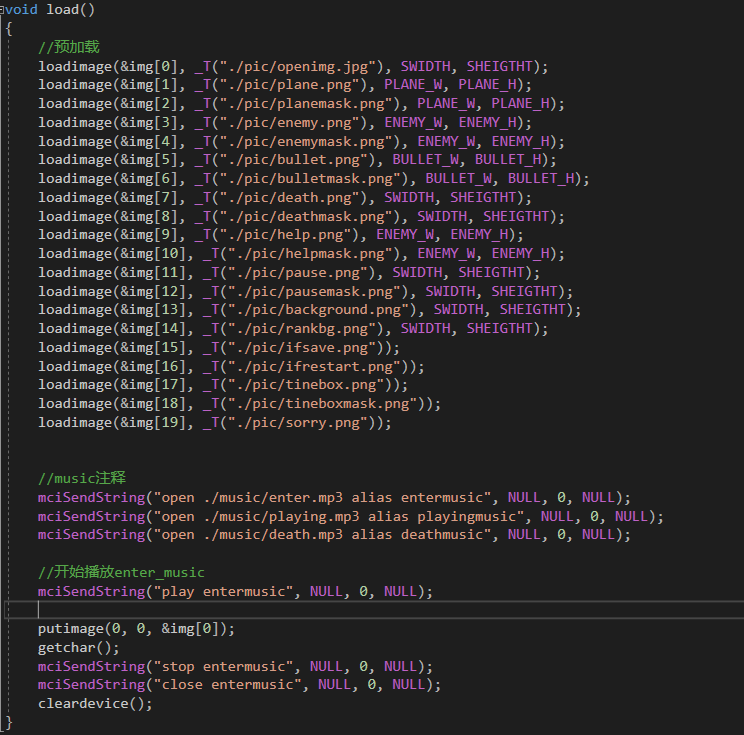 void load()
{
//预加载
loadimage(&img[0], _T("./pic/openimg.jpg"), SWIDTH, SHEIGTHT);
loadimage(&img[1], _T("./pic/plane.png"), PLANE_W, PLANE_H);
loadimage(&img[2], _T("./pic/planemask.png"), PLANE_W, PLANE_H);
loadimage(&img[3], _T("./pic/enemy.png"), ENEMY_W, ENEMY_H);
loadimage(&img[4], _T("./pic/enemymask.png"), ENEMY_W, ENEMY_H);
loadimage(&img[5], _T("./pic/bullet.png"), BULLET_W, BULLET_H);
loadimage(&img[6], _T("./pic/bulletmask.png"), BULLET_W, BULLET_H);
loadimage(&img[7], _T("./pic/death.png"), SWIDTH, SHEIGTHT);
loadimage(&img[8], _T("./pic/deathmask.png"), SWIDTH, SHEIGTHT);
loadimage(&img[9], _T("./pic/help.png"), ENEMY_W, ENEMY_H);
loadimage(&img[10], _T("./pic/helpmask.png"), ENEMY_W, ENEMY_H);
loadimage(&img[11], _T("./pic/pause.png"), SWIDTH, SHEIGTHT);
loadimage(&img[12], _T("./pic/pausemask.png"), SWIDTH, SHEIGTHT);
loadimage(&img[13], _T("./pic/background.png"), SWIDTH, SHEIGTHT);
loadimage(&img[14], _T("./pic/rankbg.png"), SWIDTH, SHEIGTHT);
loadimage(&img[15], _T("./pic/ifsave.png"));
loadimage(&img[16], _T("./pic/ifrestart.png"));
loadimage(&img[17], _T("./pic/tinebox.png"));
loadimage(&img[18], _T("./pic/tineboxmask.png"));
loadimage(&img[19], _T("./pic/sorry.png"));
//music注释
mciSendString("open ./music/enter.mp3 alias entermusic", NULL, 0, NULL);
mciSendString("open ./music/playing.mp3 alias playingmusic", NULL, 0, NULL);
mciSendString("open ./music/death.mp3 alias deathmusic", NULL, 0, NULL);
//开始播放enter_music
mciSendString("play entermusic", NULL, 0, NULL);
putimage(0, 0, &img[0]);
getchar();
mciSendString("stop entermusic", NULL, 0, NULL);
mciSendString("close entermusic", NULL, 0, NULL);
cleardevice();
}